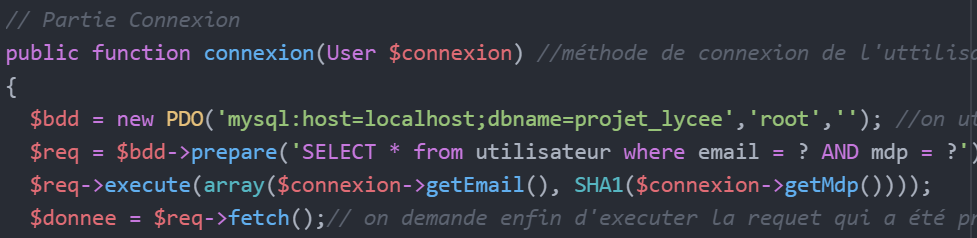 // Partie Connexion
public function connexion(User $connexion) //méthode de connexion de l'uttilisa
{
$bdd = new PDO('mysql:host=localhost;dbname=projet_lycee','root',''); //on ut
$req = $bdd->prepare('SELECT * from utilisateur where email = ? AND mdp = ?')
$req->execute(array($connexion->getEmail(), SHA1($connexion->getMdp())));
$donnee = $req->fetch();// on demande enfin d'executer la requet qui a été pr